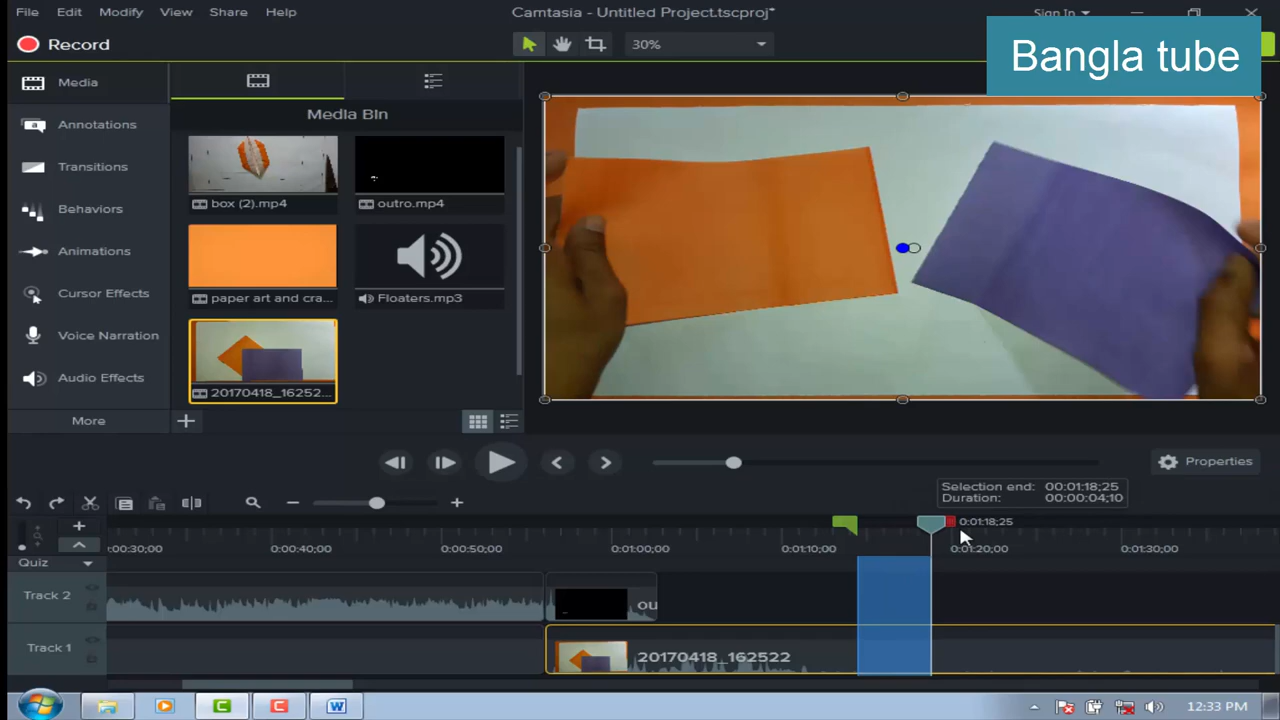 File Edit Modify View Share Help
Camtasia - Untitled Project.tscproj*
Sign In
Record
30%
Bangla tube
Media
Annotations
Transitions
Behaviors
Animations
Cursor Effects
Voice Narration
Audio Effects
More
Media Bin
box (2).mp4
outro.mp4
paper art and cra...
Floaters.mp3
20170418_16252...
Properties
Selection end: 00:01:18;25
Duration: 00:00:04;10
0:01:18;25
0:00:30;00 0:00:40;00 0:00:50;00 0:01:00;00 0:01:10;00 0:01:20;00 0:01:30;00
Quiz
Track 2
ou
Track 1
20170418_162522
12:33 PM